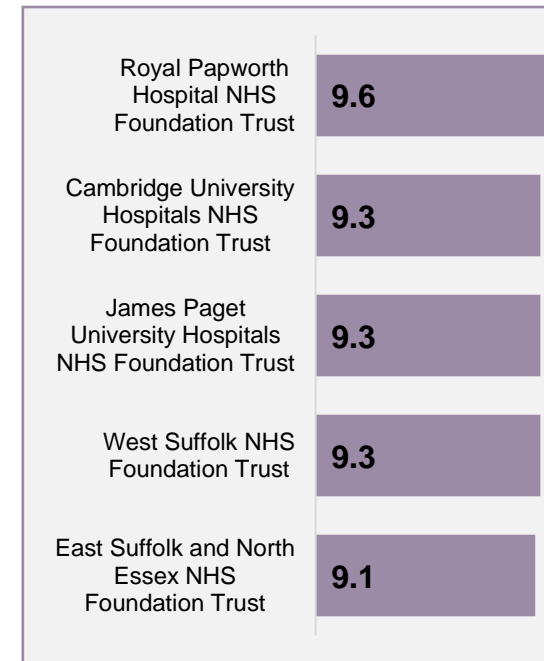 Royal Papworth
Hospital NHS
Foundation Trust
9.6
Cambridge University
Hospitals NHS
Foundation Trust
9.3
James Paget
University Hospitals
NHS Foundation Trust
9.3
West Suffolk NHS
Foundation Trust
9.3
East Suffolk and North
Essex NHS
Foundation Trust
9.1